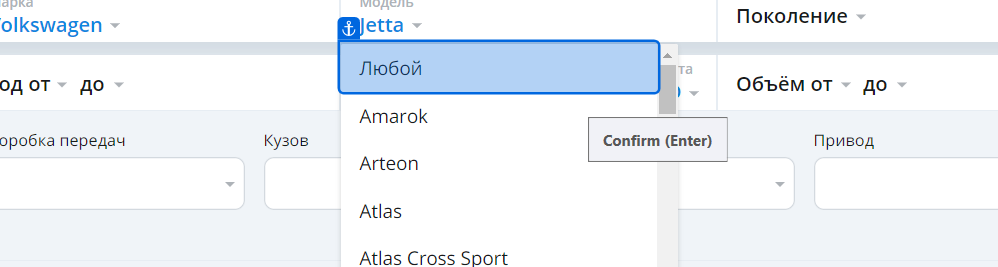 арка
Модель
olkswagen
Jetta
Поколение
Любой
та
од от
до
Объём от
до
Amarok
Confirm (Enter)
оробка передач
Кузов
Привод
Arteon
Atlas
Atlas Cross Sport